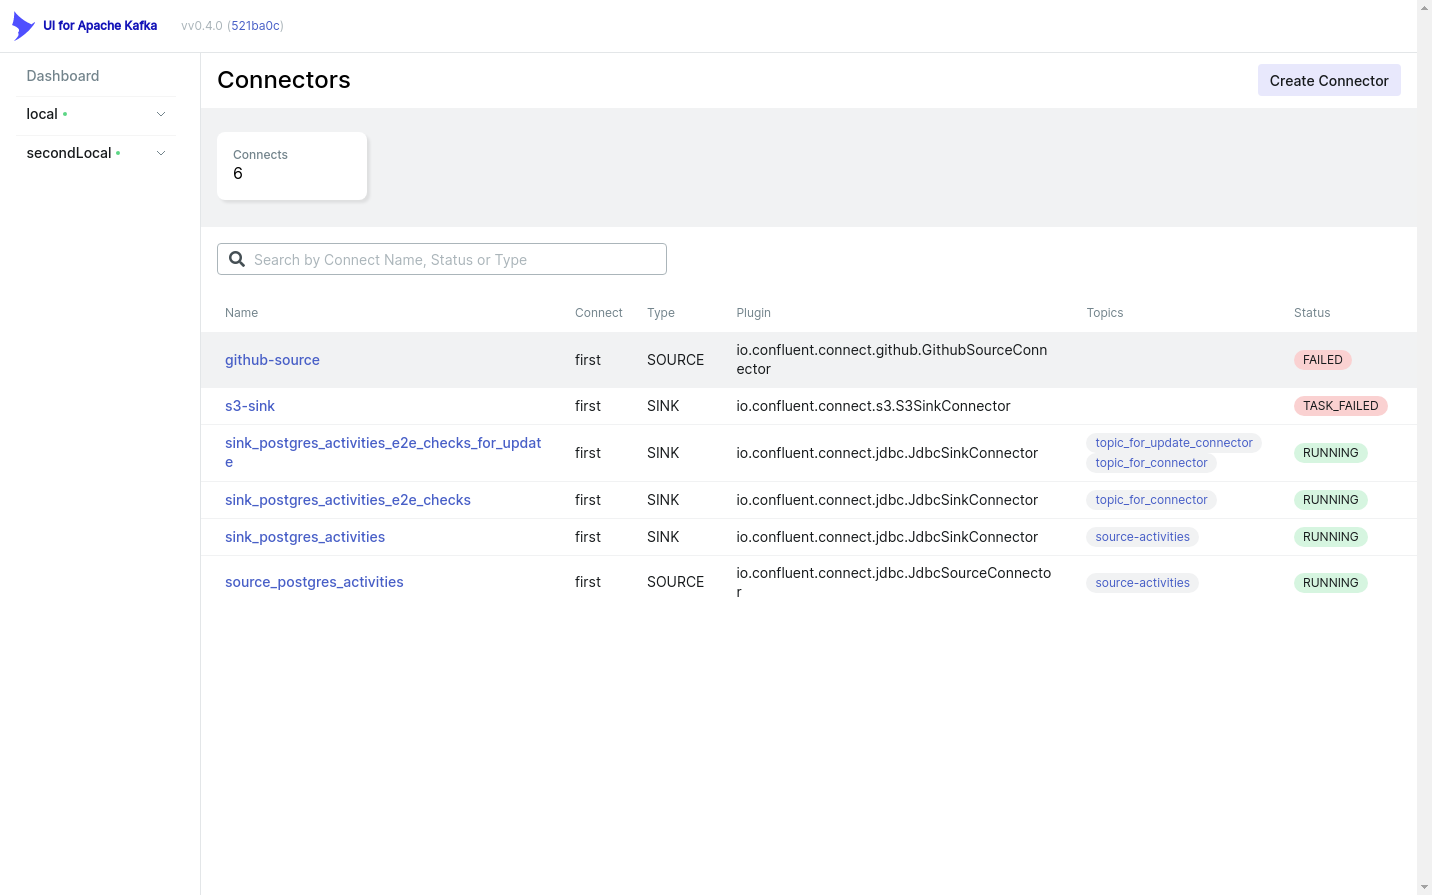 UI for Apache Kafka vv0.4.0 (521ba0c)
Dashboard
local
secondLocal
Connectors
Create Connector
Connects
6
Search by Connect Name, Status or Type
Name Connect Type Plugin Topics Status
github-source first SOURCE io.confluent.connect.github.GithubSourceConn
ector FAILED
s3-sink first SINK io.confluent.connect.s3.S3SinkConnector TASK_FAILED
sink_postgres_activities_e2e_checks_for_updat
e first SINK io.confluent.connect.jdbc.JdbcSinkConnector topic_for_update_connector
topic_for_connector RUNNING
sink_postgres_activities_e2e_checks first SINK io.confluent.connect.jdbc.JdbcSinkConnector topic_for_connector RUNNING
sink_postgres_activities first SINK io.confluent.connect.jdbc.JdbcSinkConnector source-activities RUNNING
source_postgres_activities first SOURCE io.confluent.connect.jdbc.JdbcSourceConnecto
r source-activities RUNNING